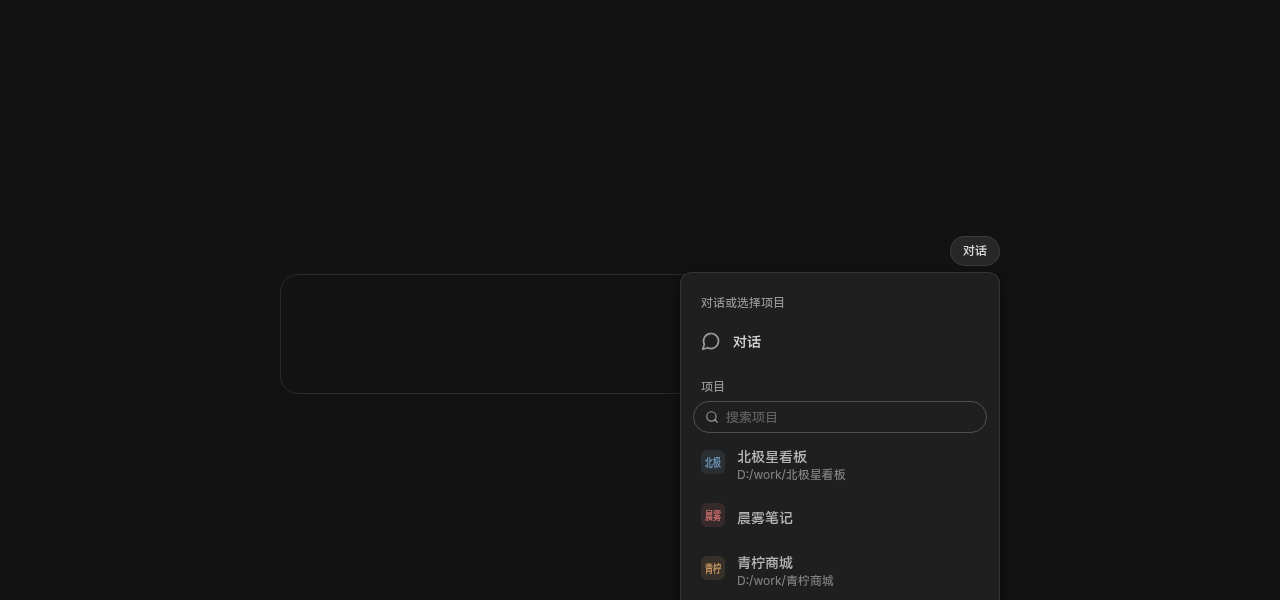 对话
对话或选择项目
对话
项目
搜索项目
北极 北极星看板
D:/work/北极星看板
晨雾 晨雾笔记
青柠 青柠商城
D:/work/青柠商城